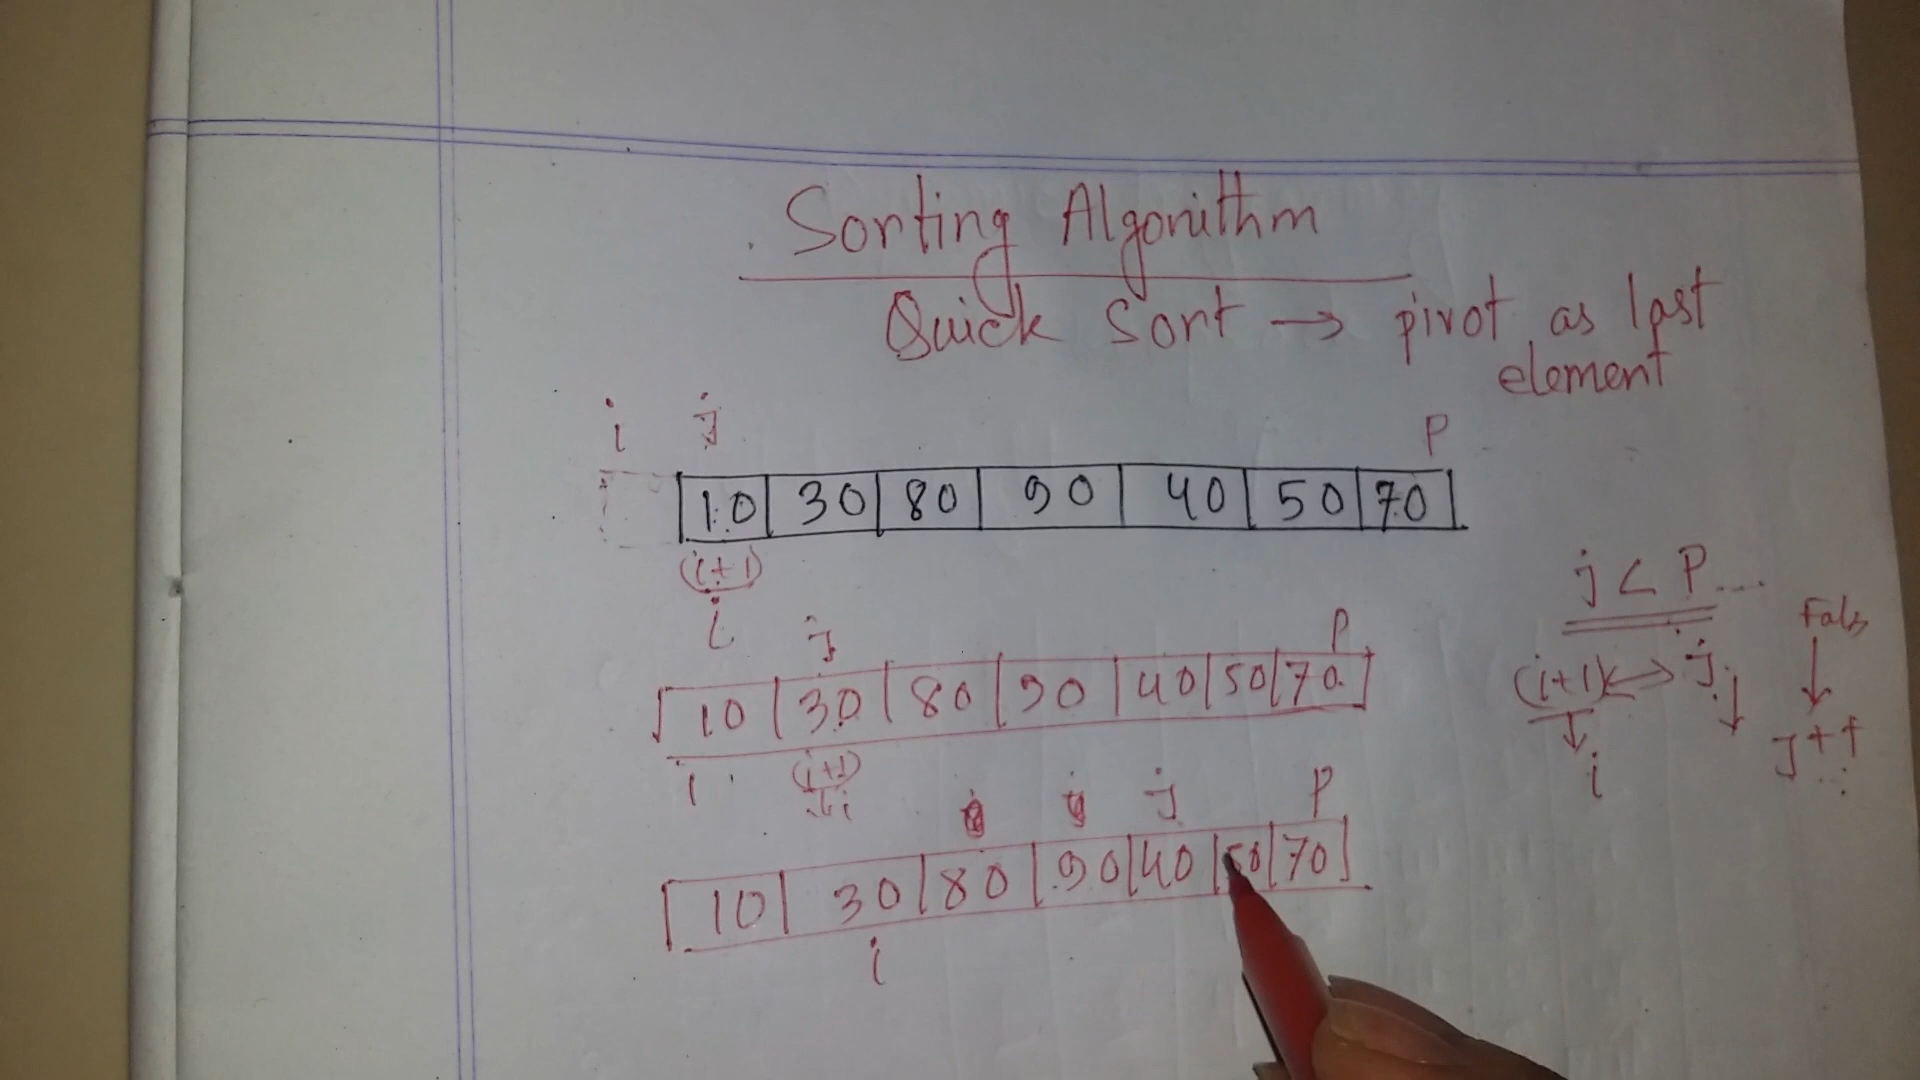 Sorting Algorithm
Quick Sort → pivot as last
element
i j P
10 30 80 90 40 50 70
(i+1)
i j P
10 30 80 90 40 50 70
i (i+1)
i
j P
10 30 80 90 40 50 70
i
j < P
(i+1) ↔ j
↓ ↓
i
Fals
↓
J++